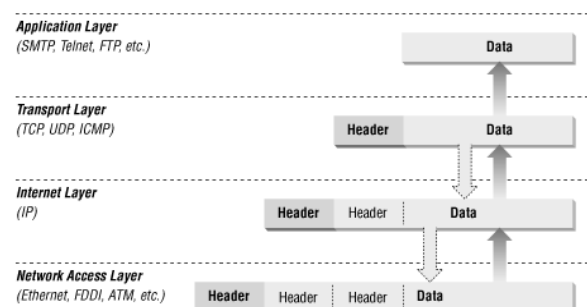 Application Layer
(SMTP, Telnet, FTP, etc.)
Data
Transport Layer
(TCP, UDP, ICMP)
Header Data
Internet Layer
(IP)
Header Header Data
Network Access Layer
(Ethernet, FDDI, ATM, etc.)
Header Header Header Data